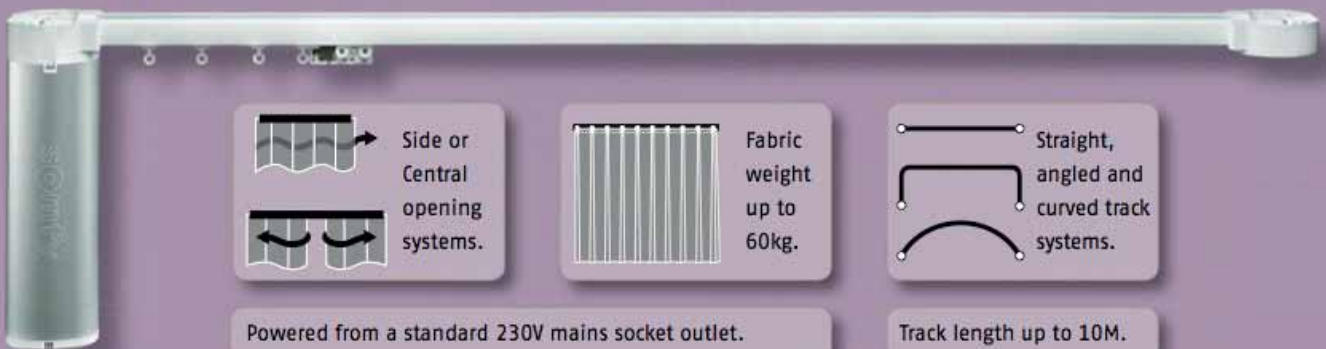 Side or
Central
opening
systems.
Fabric
weight
up to
60kg.
Straight,
angled and
curved track
systems.
Powered from a standard 230V mains socket outlet.
Track length up to 10M.
somfy